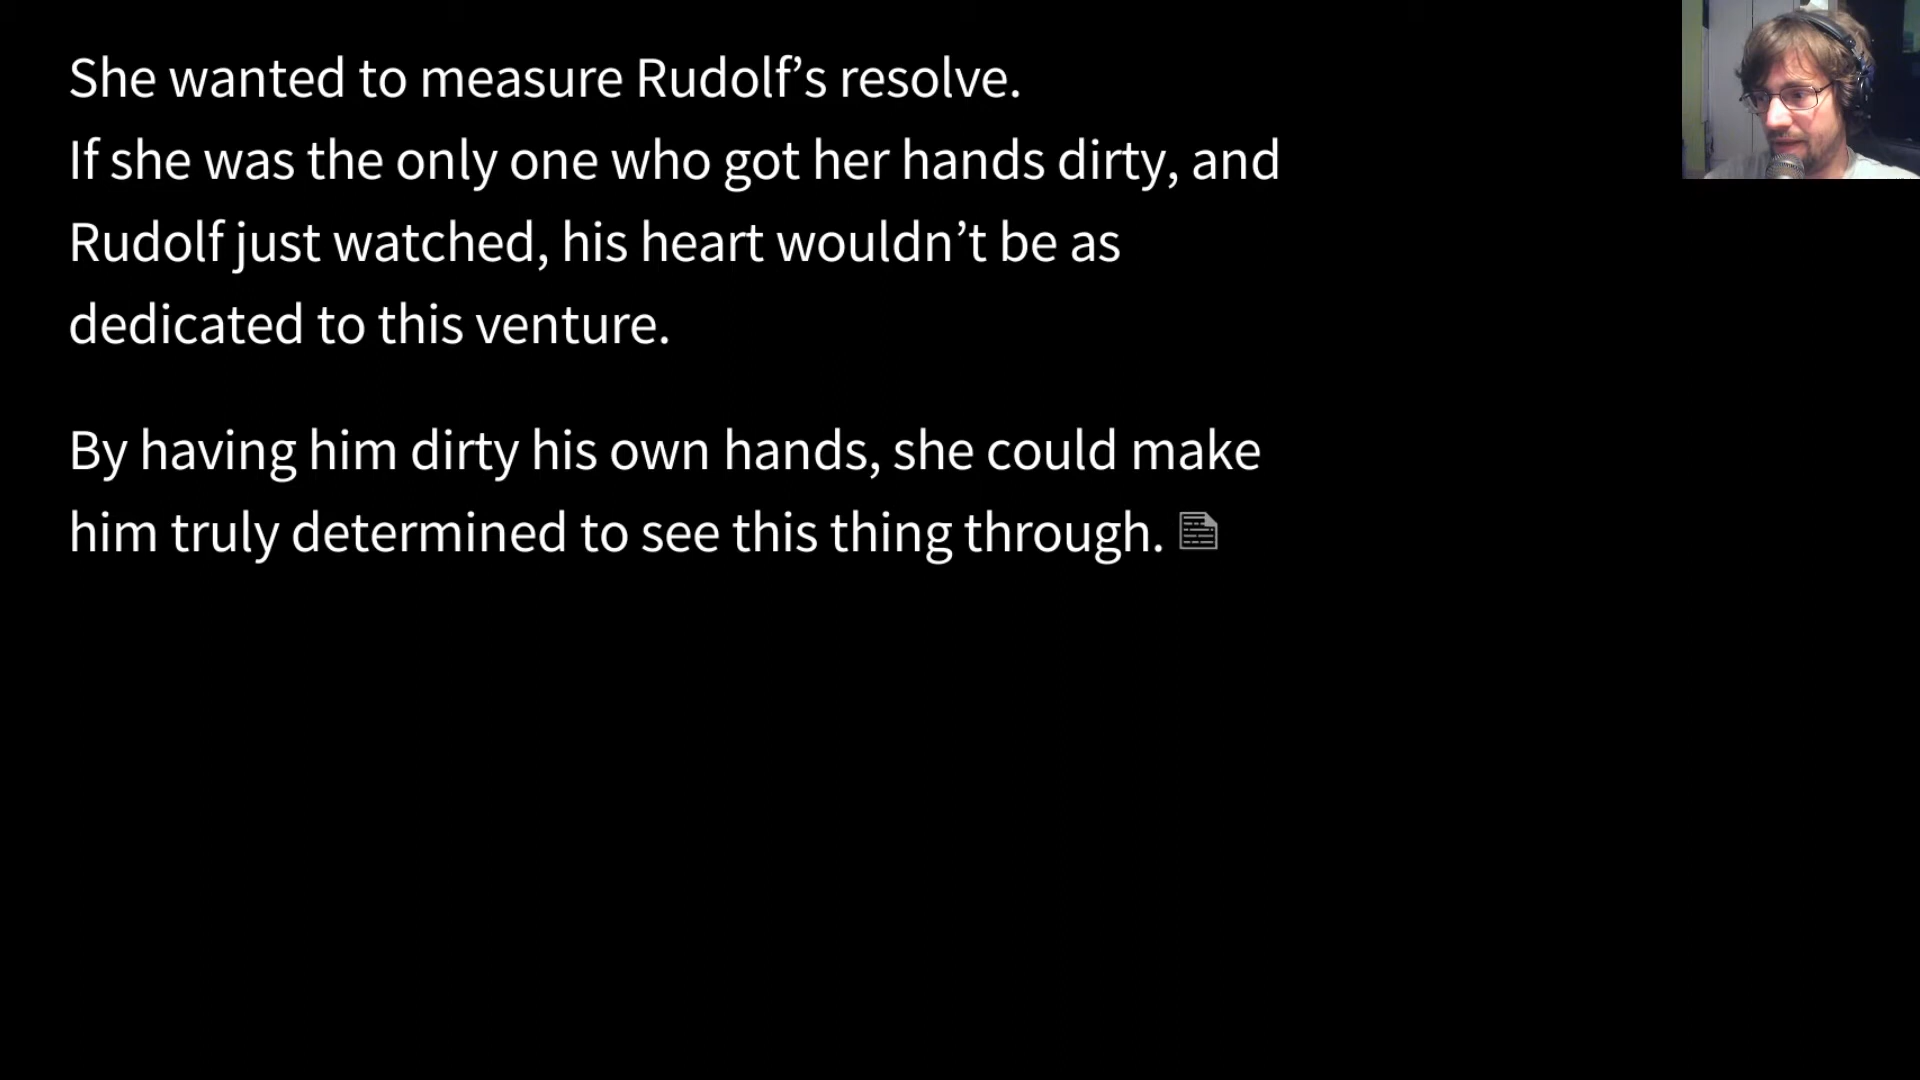 She wanted to measure Rudolf’s resolve.
If she was the only one who got her hands dirty, and
Rudolf just watched, his heart wouldn’t be as
dedicated to this venture.
By having him dirty his own hands, she could make
him truly determined to see this thing through.